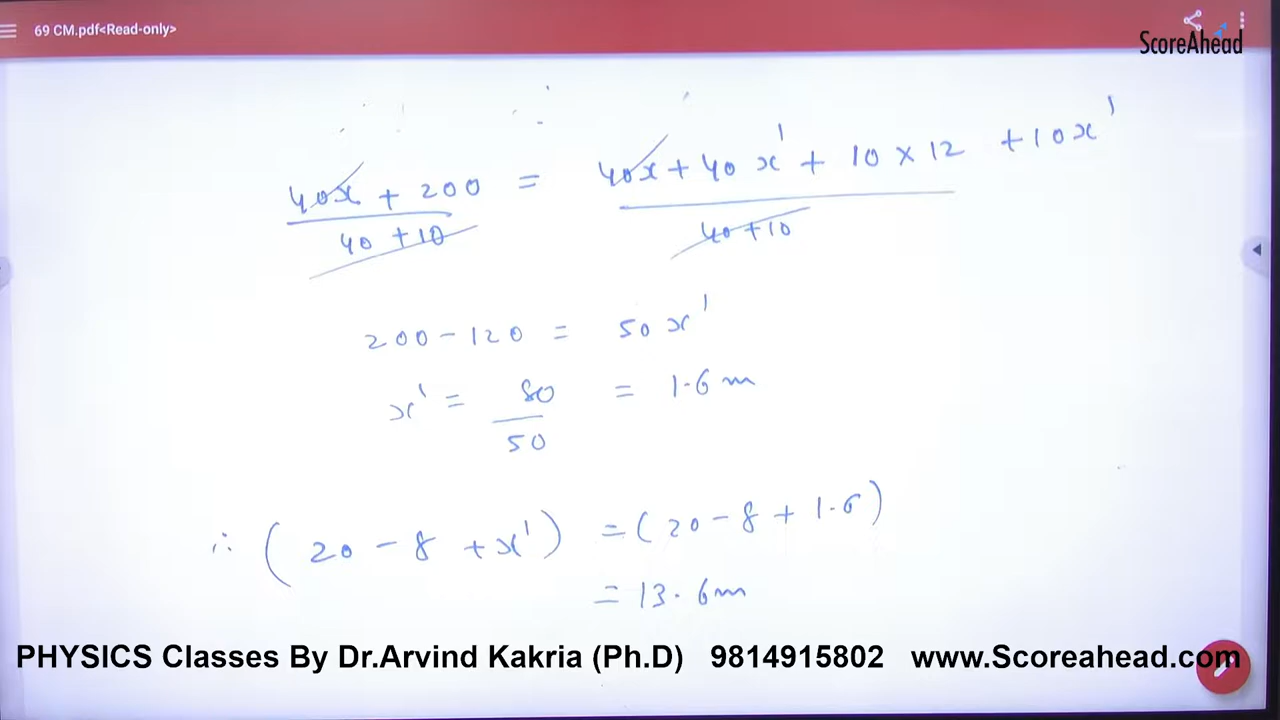 69 CM.pdf<Read-only>
ScoreAhead
40x + 200 = 40x + 40x' + 10 × 12 + 10x'
40 + 10 40 + 10
200 - 120 = 50x'
x' = 80 = 1.6 m
50
∴ (20 - 8 + x') = (20 - 8 + 1.6)
= 13.6m
PHYSICS Classes By Dr.Arvind Kakria (Ph.D) 9814915802 www.Scoreahead.com